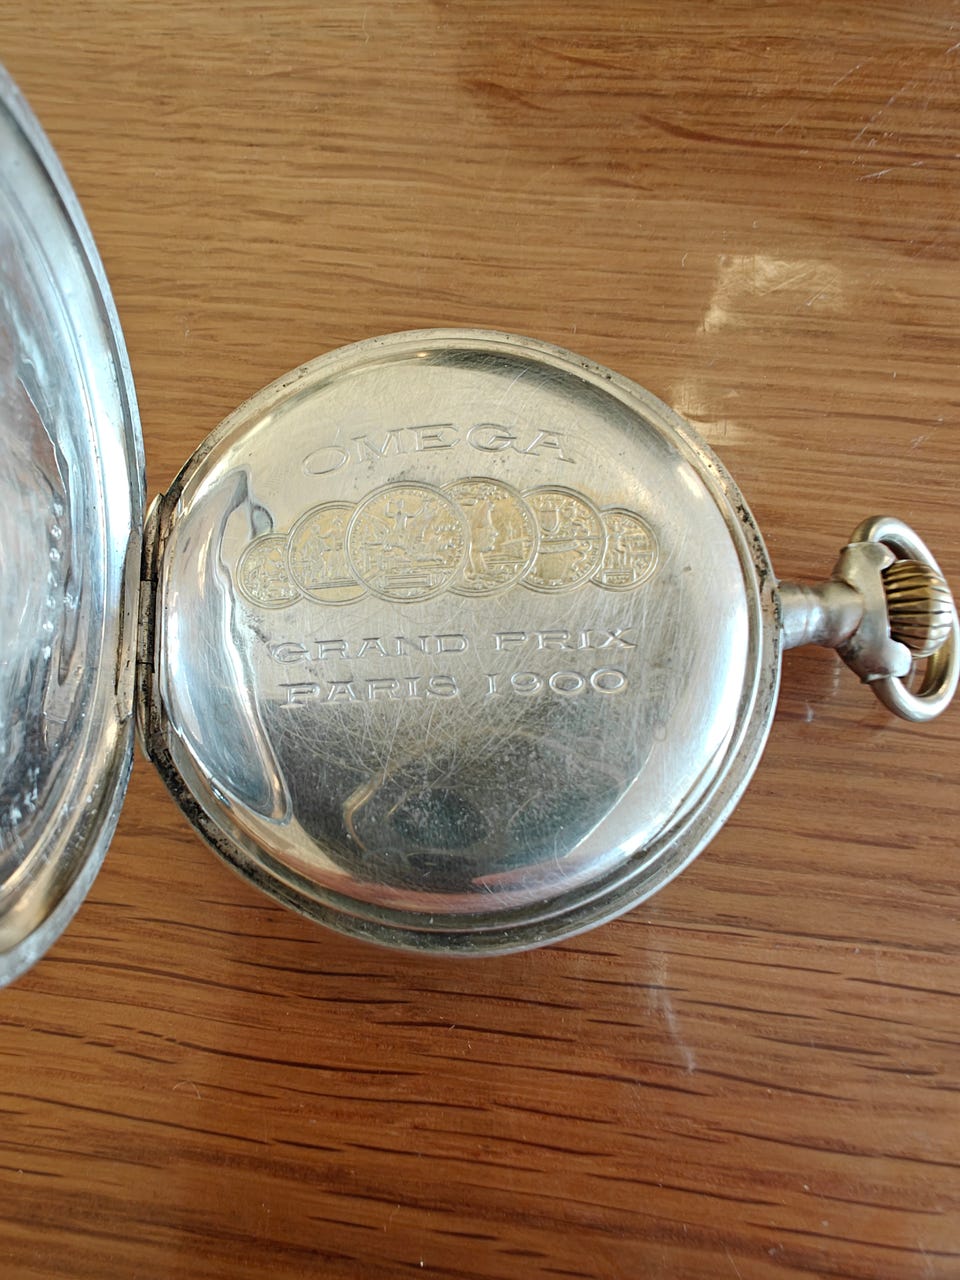 OMEGA
GRAND PRIX
PARIS 1900